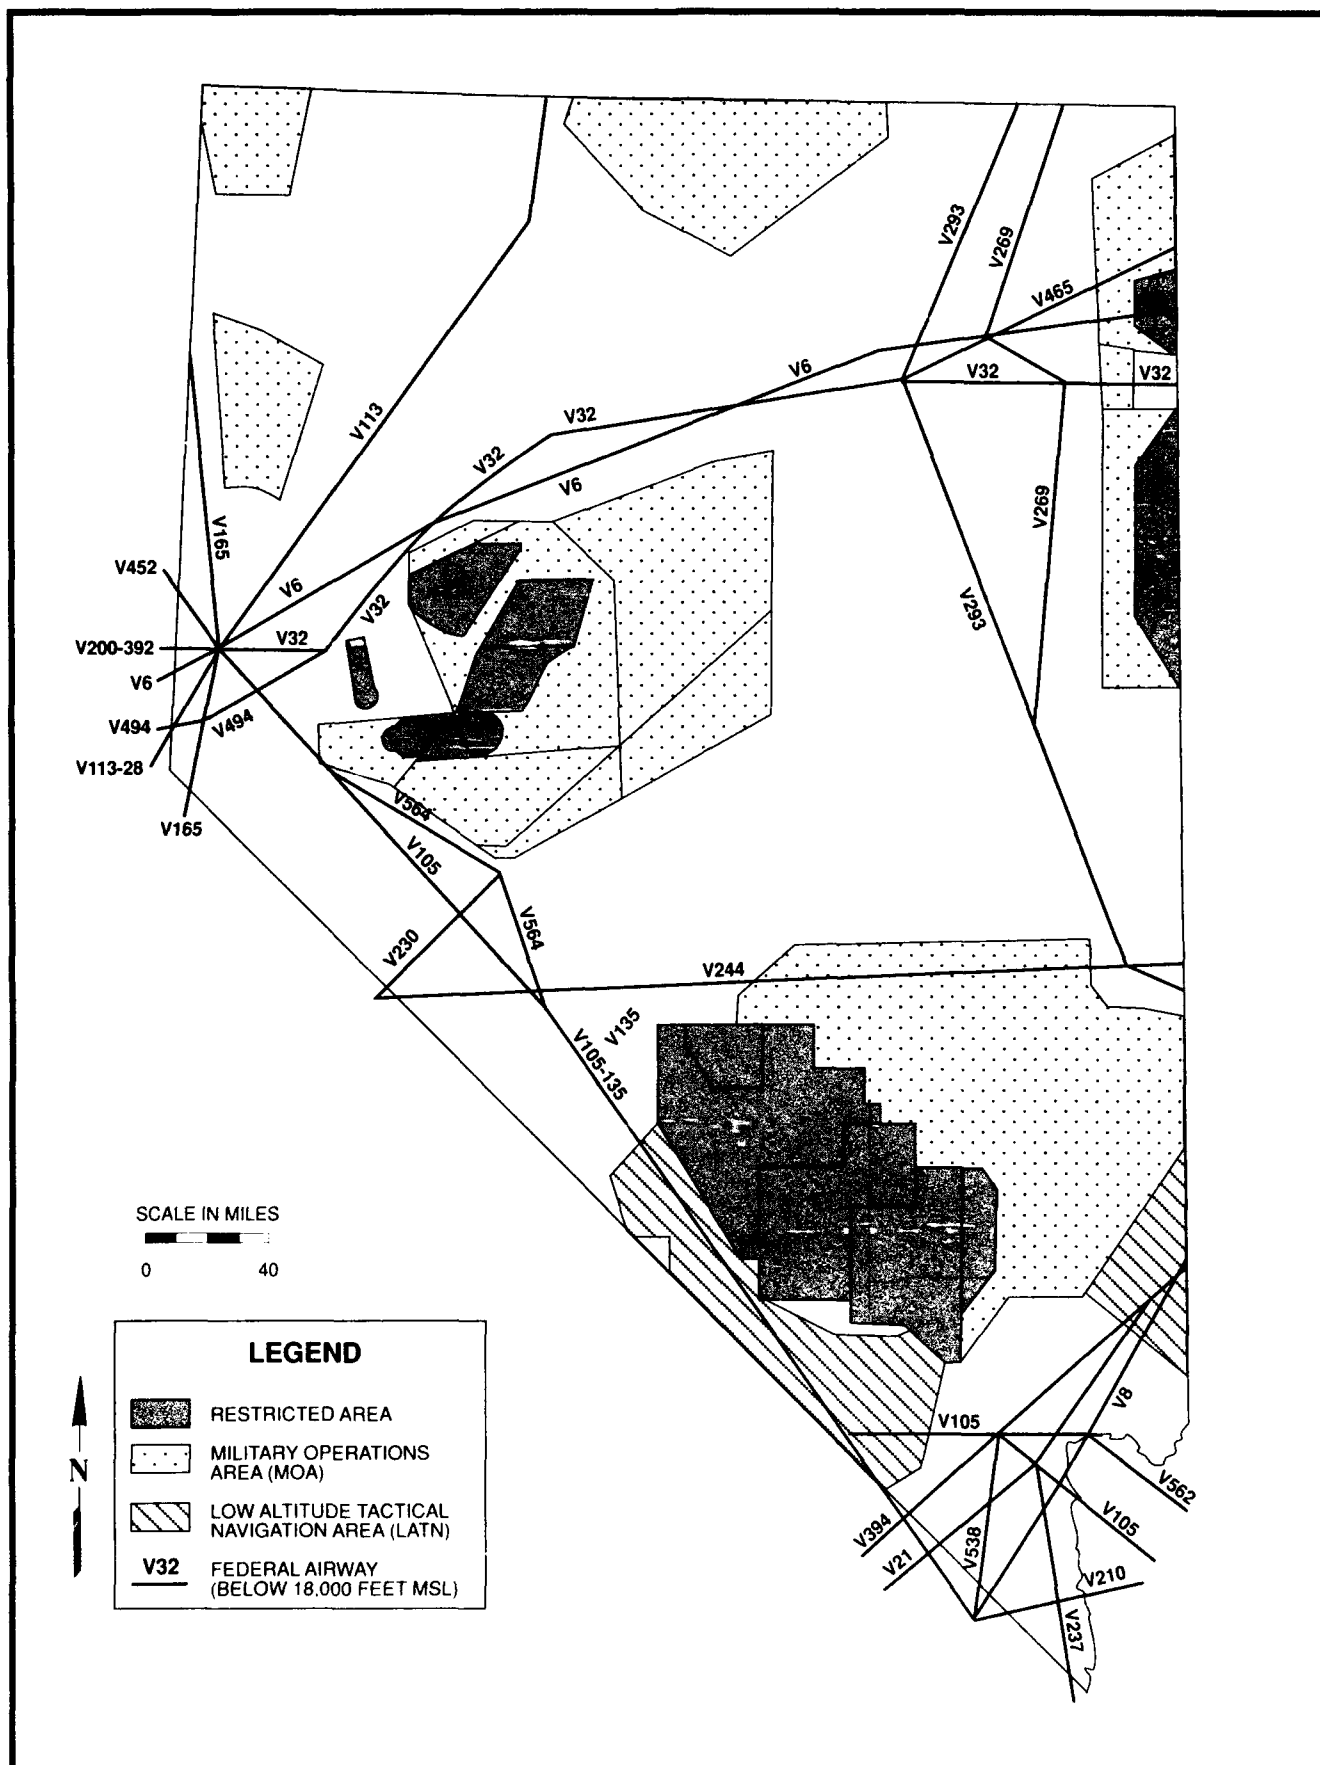 V293
V269
V465
V6
V32
V32
V32
V113
V32
V6
V269
V165
V452
V6
V32
V293
V32
V200-392
V6
V494
V494
V113-28
V165
V564
V105
V564
V230
V244
V135
V105-135
SCALE IN MILES
0 40
LEGEND
RESTRICTED AREA
MILITARY OPERATIONS
AREA (MOA)
LOW ALTITUDE TACTICAL
NAVIGATION AREA (LATN)
V32 FEDERAL AIRWAY
(BELOW 18,000 FEET MSL)
N
V8
V105
V562
V105
V394
V21
V538
V210
V237